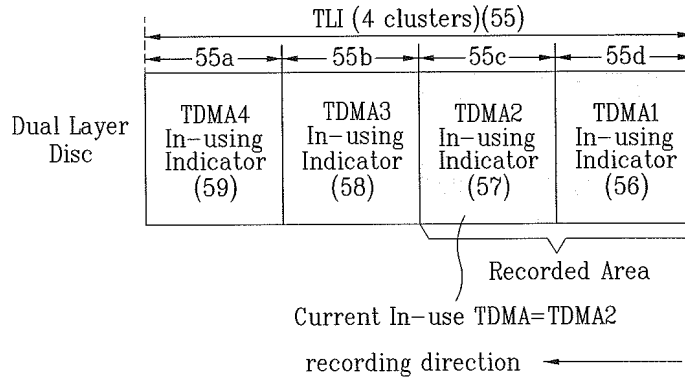 TLI (4 clusters)(55)
55a 55b 55c 55d
Dual Layer
Disc
TDMA4
In-using
Indicator
(59)
TDMA3
In-using
Indicator
(58)
TDMA2
In-using
Indicator
(57)
TDMA1
In-using
Indicator
(56)
Recorded Area
Current In-use TDMA=TDMA2
recording direction